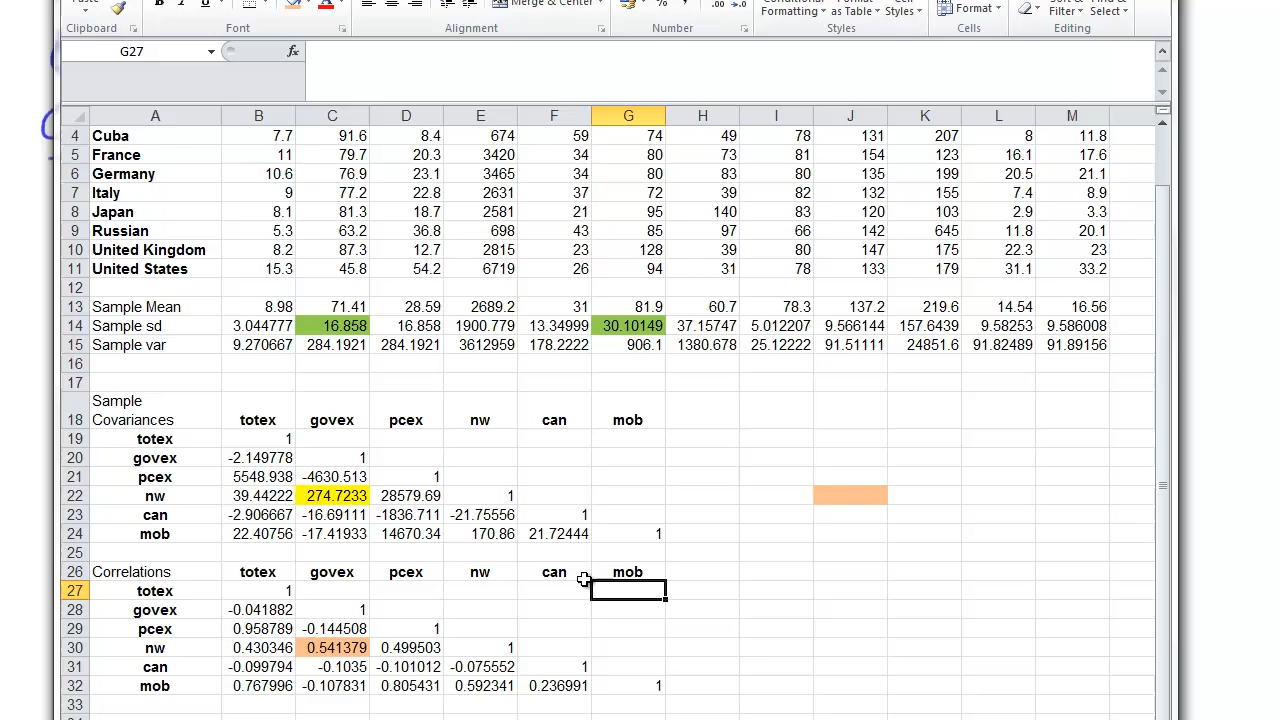 Paste B I U A Merge & Center % .00 →.0 Conditional Format Cell Format Sort & Find &
Formatting as Table Styles Filter Select
Clipboard Font Alignment Number Styles Cells Editing
G27 fx
A B C D E F G H I J K L M
4 Cuba 7.7 91.6 8.4 674 59 74 49 78 131 207 8 11.8
5 France 11 79.7 20.3 3420 34 80 73 81 154 123 16.1 17.6
6 Germany 10.6 76.9 23.1 3465 34 80 83 80 135 199 20.5 21.1
7 Italy 9 77.2 22.8 2631 37 72 39 82 132 155 7.4 8.9
8 Japan 8.1 81.3 18.7 2581 21 95 140 83 120 103 2.9 3.3
9 Russian 5.3 63.2 36.8 698 43 85 97 66 142 645 11.8 20.1
10 United Kingdom 8.2 87.3 12.7 2815 23 128 39 80 147 175 22.3 23
11 United States 15.3 45.8 54.2 6719 26 94 31 78 133 179 31.1 33.2
12
13 Sample Mean 8.98 71.41 28.59 2689.2 31 81.9 60.7 78.3 137.2 219.6 14.54 16.56
14 Sample sd 3.044777 16.858 16.858 1900.779 13.34999 30.10149 37.15747 5.012207 9.566144 157.6439 9.58253 9.586008
15 Sample var 9.270667 284.1921 284.1921 3612959 178.2222 906.1 1380.678 25.12222 91.51111 24851.6 91.82489 91.89156
16
17
Sample
18 Covariances totex govex pcex nw can mob
19 totex 1
20 govex -2.149778 1
21 pcex 5548.938 -4630.513 1
22 nw 39.44222 274.7233 28579.69 1
23 can -2.906667 -16.69111 -1836.711 -21.75556 1
24 mob 22.40756 -17.41933 14670.34 170.86 21.72444 1
25
26 Correlations totex govex pcex nw can mob
27 totex 1
28 govex -0.041882 1
29 pcex 0.958789 -0.144508 1
30 nw 0.430346 0.541379 0.499503 1
31 can -0.099794 -0.1035 -0.101012 -0.075552 1
32 mob 0.767996 -0.107831 0.805431 0.592341 0.236991 1
33